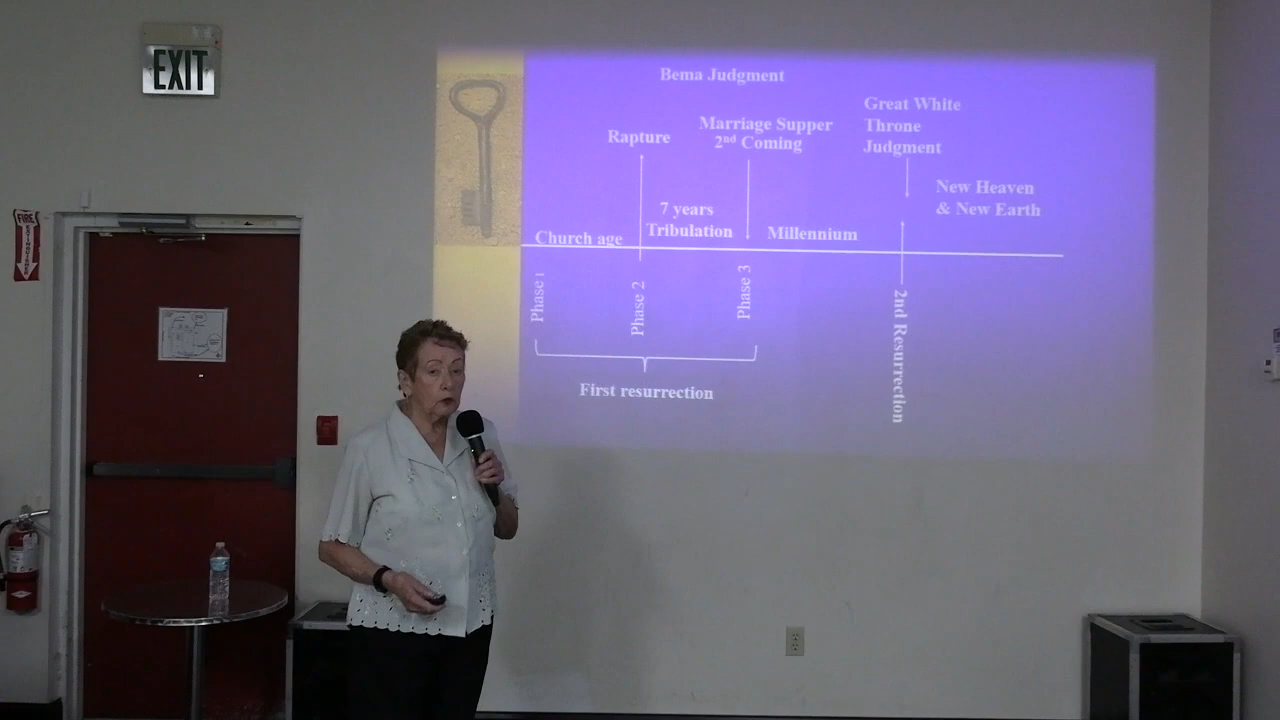 EXIT
Bema Judgment
Great White
Throne
Judgment
Marriage Supper
2nd Coming
Rapture
New Heaven
& New Earth
7 years
Tribulation
Church age
Millennium
Phase 1
Phase 2
Phase 3
2nd Resurrection
First resurrection
FIRE